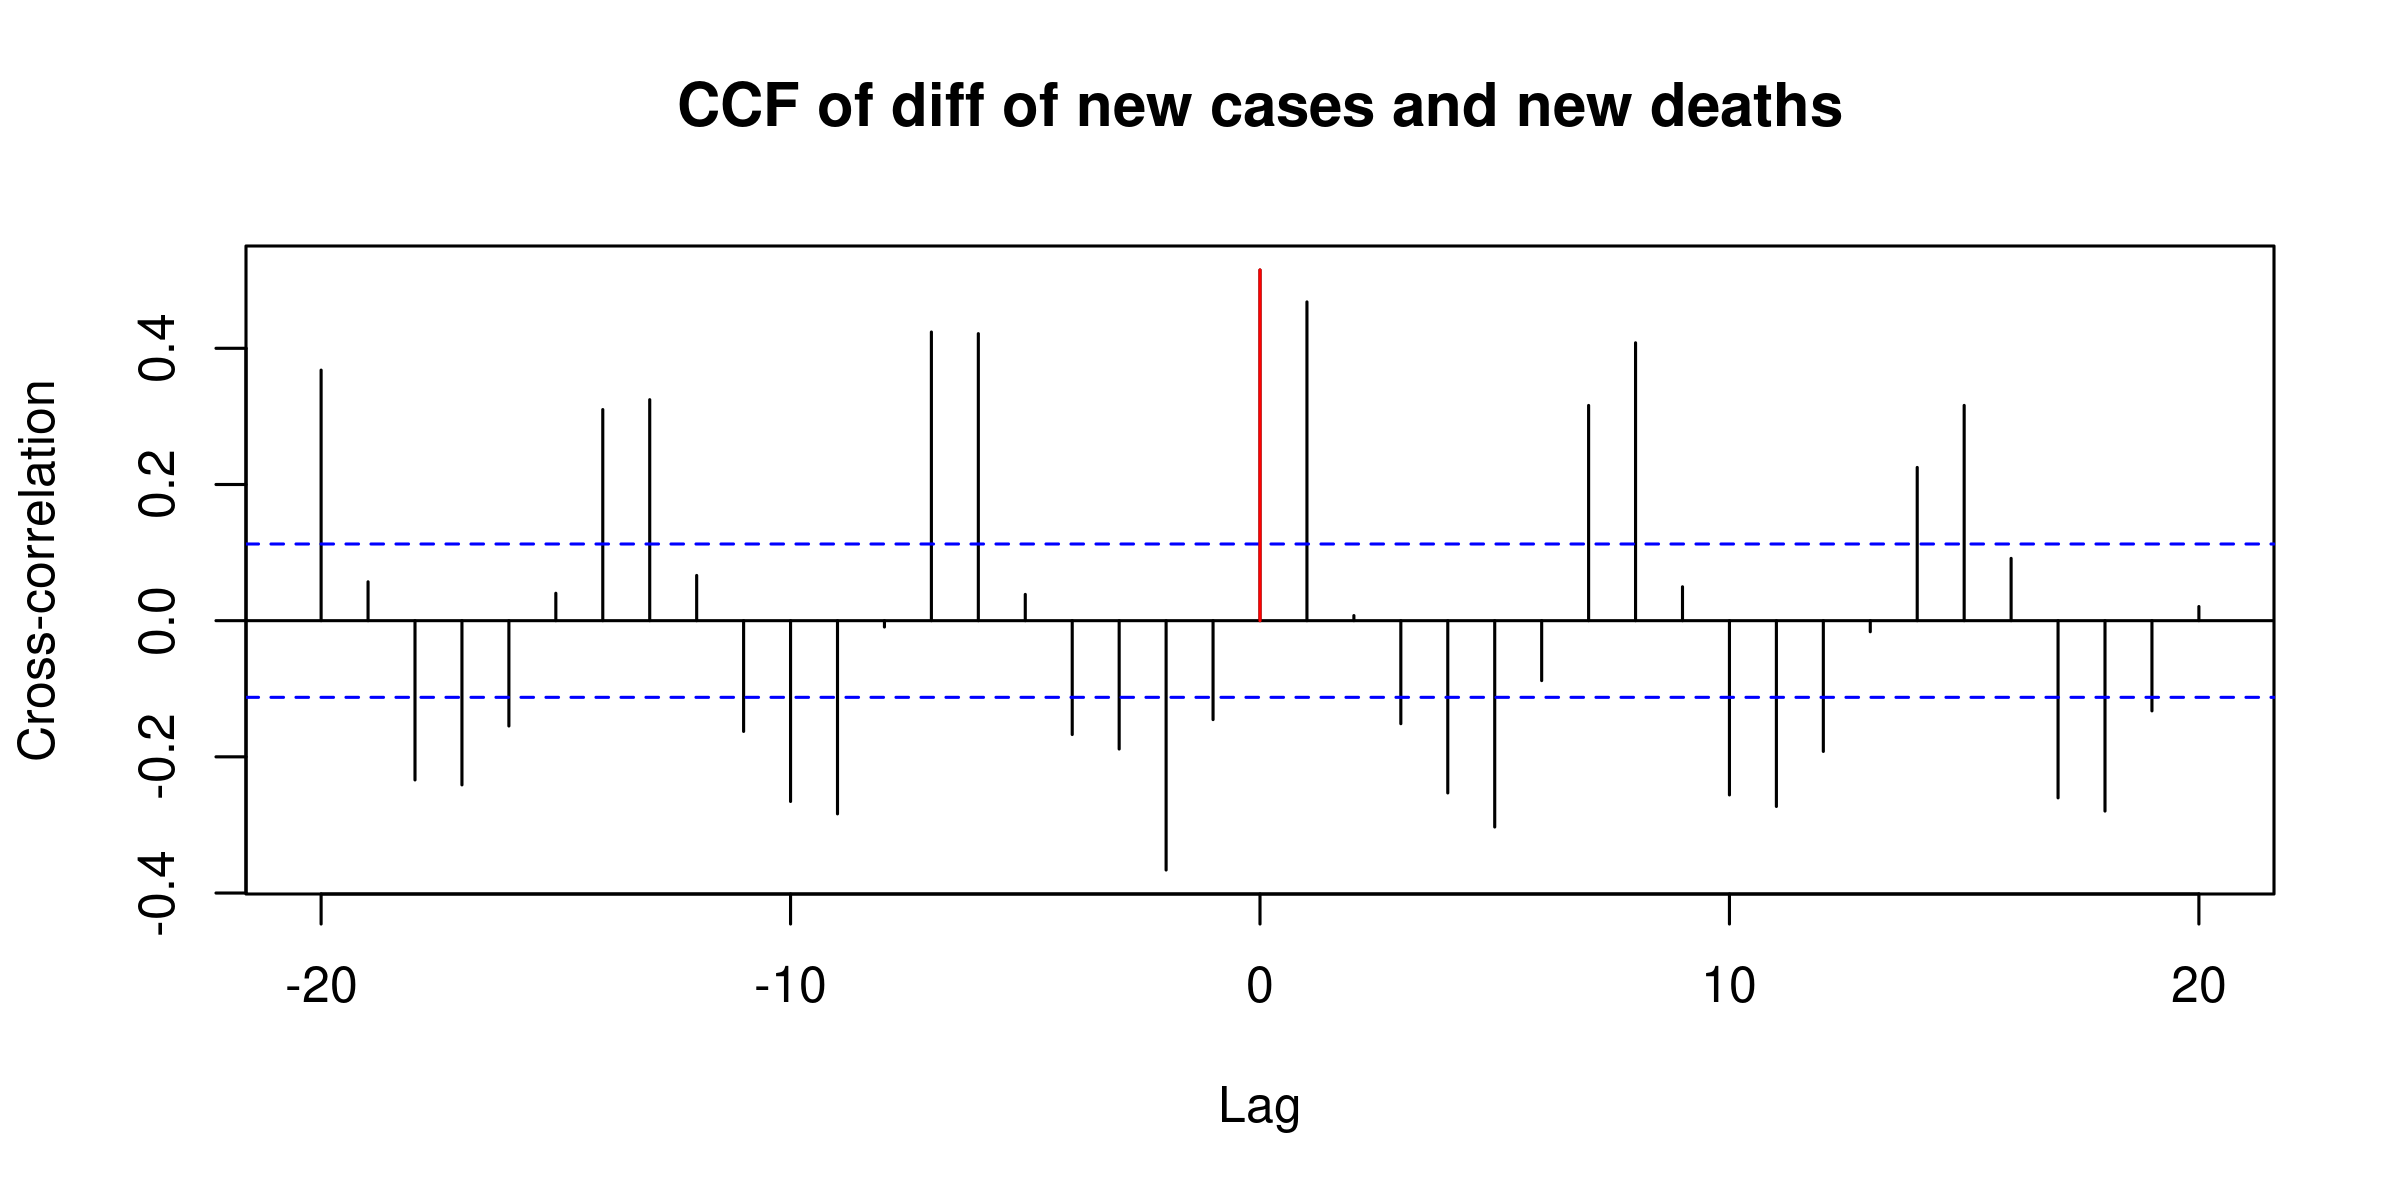 CCF of diff of new cases and new deaths
Cross-correlation
0.4
0.2
0.0
-0.2
-0.4
-20 -10 0 10 20
Lag